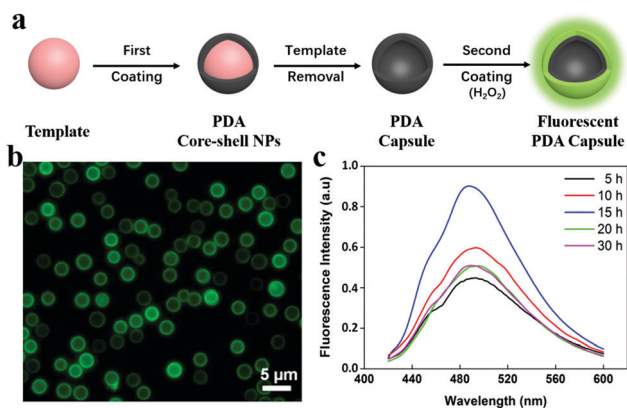 a
First
Coating
Template
Removal
Second
Coating
(H₂O₂)
Template
PDA
Core-shell NPs
PDA
Capsule
Fluorescent
PDA Capsule
b
5 μm
c
Fluorescence Intensity (a.u)
1.0
0.8
0.6
0.4
0.2
0.0
5 h
10 h
15 h
20 h
30 h
400 440 480 520 560 600
Wavelength (nm)